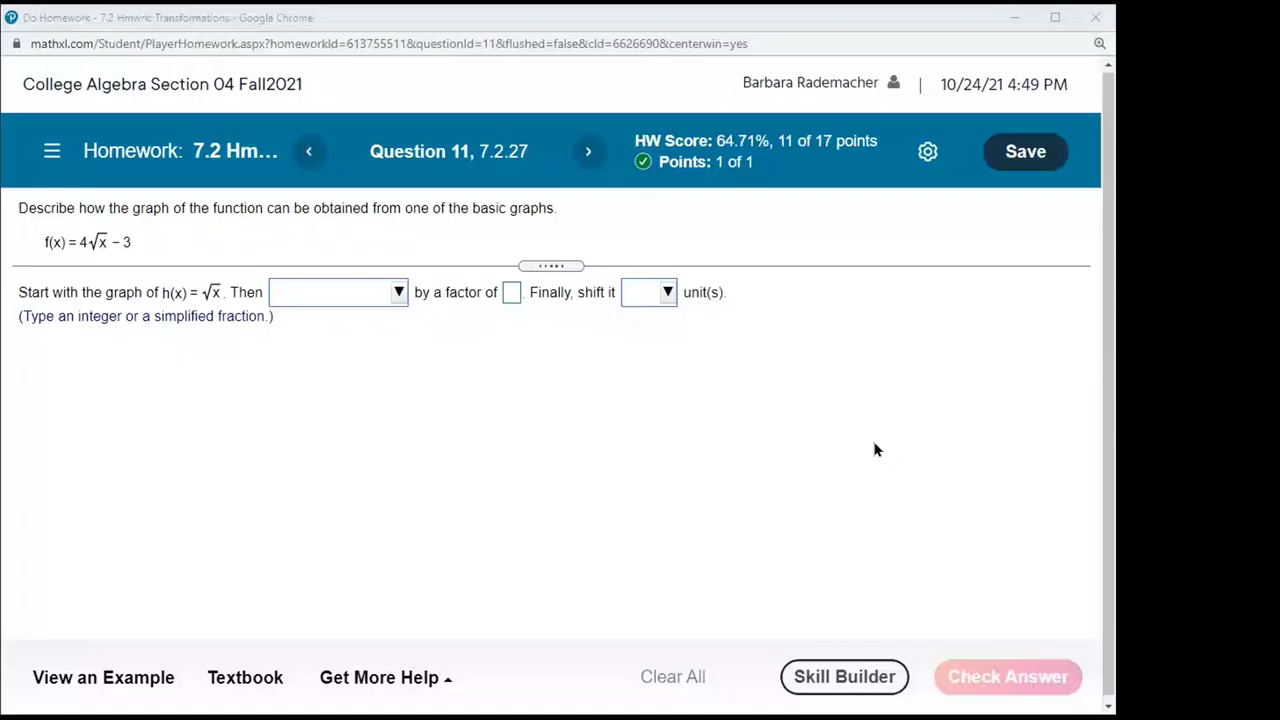 Do Homework - 7.2 Hmwrk: Transformations - Google Chrome
mathxl.com/Student/PlayerHomework.aspx?homeworkId=613755511&questionId=11&flushed=false&cId=6626690&centerwin=yes
College Algebra Section 04 Fall2021
Barbara Rademacher | 10/24/21 4:49 PM
Homework: 7.2 Hm...
Question 11, 7.2.27
HW Score: 64.71%, 11 of 17 points
Points: 1 of 1
Save
Describe how the graph of the function can be obtained from one of the basic graphs.
f(x) = 4√x − 3
Start with the graph of h(x) = √x. Then ▼ by a factor of . Finally, shift it ▼ unit(s).
(Type an integer or a simplified fraction.)
View an Example
Textbook
Get More Help
Clear All
Skill Builder
Check Answer